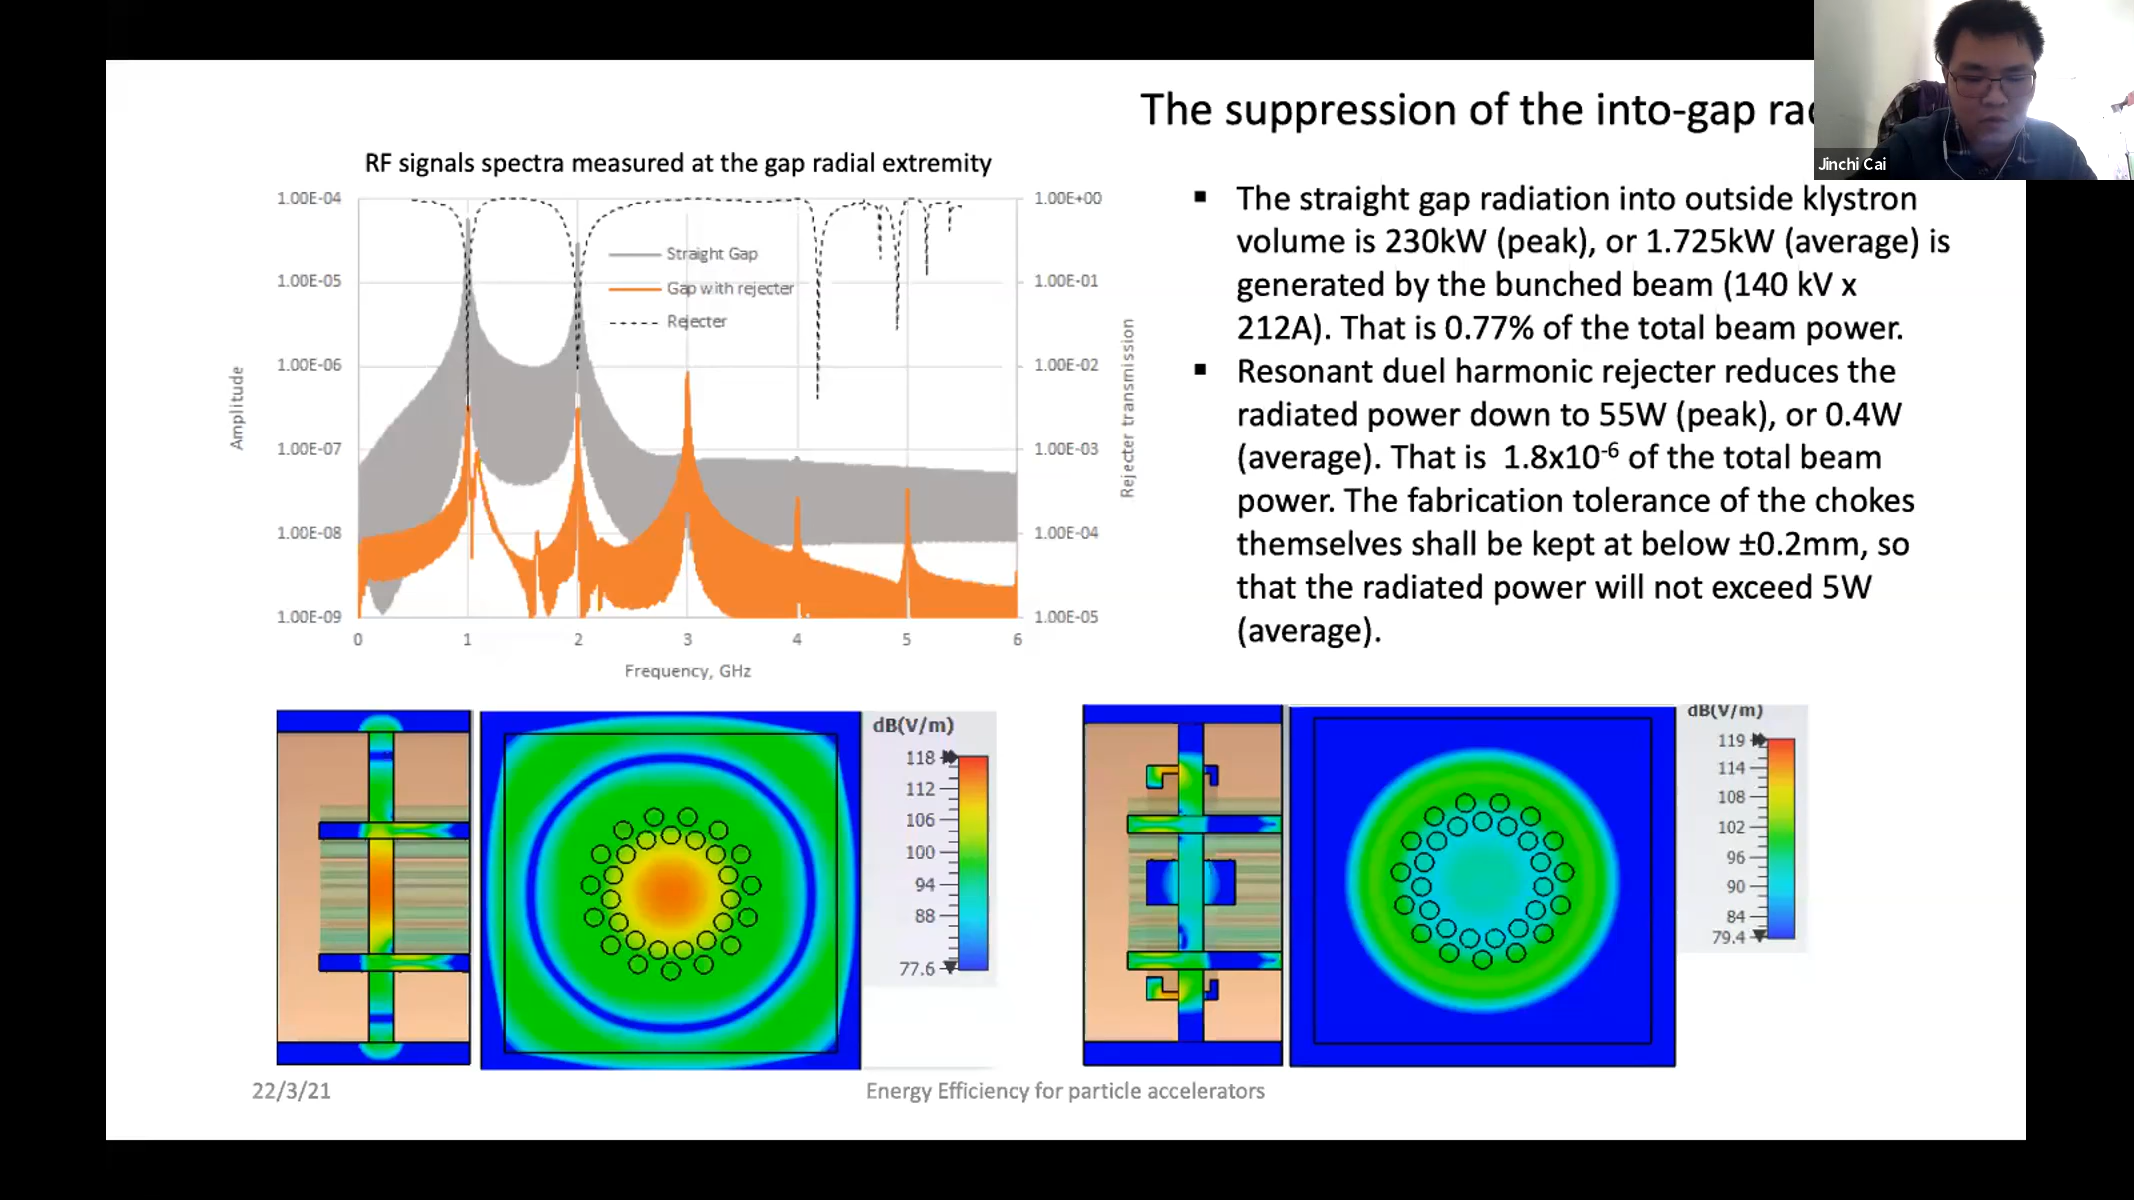 The suppression of the into-gap
Jinchi Cai
RF signals spectra measured at the gap radial extremity
1.00E-04
1.00E-05
1.00E-06
1.00E-07
1.00E-08
1.00E-09
Amplitude
1.00E+00
1.00E-01
1.00E-02
1.00E-03
1.00E-04
1.00E-05
Rejecter transmission
Straight Gap
Gap with rejecter
Rejecter
0 1 2 3 4 5 6
Frequency, GHz
▪ The straight gap radiation into outside klystron
volume is 230kW (peak), or 1.725kW (average) is
generated by the bunched beam (140 kV x
212A). That is 0.77% of the total beam power.
▪ Resonant duel harmonic rejecter reduces the
radiated power down to 55W (peak), or 0.4W
(average). That is 1.8x10⁻⁶ of the total beam
power. The fabrication tolerance of the chokes
themselves shall be kept at below ±0.2mm, so
that the radiated power will not exceed 5W
(average).
dB(V/m)
118
112
106
100
94
88
77.6
dB(V/m)
119
114
108
102
96
90
84
79.4
22/3/21
Energy Efficiency for particle accelerators